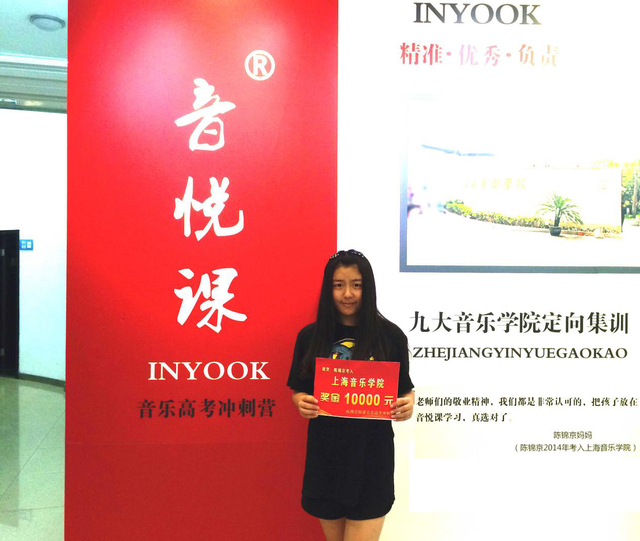 音悦课
®
INYOOK
音乐高考冲刺营
INYOOK
精准·优秀·负责
九大音乐学院定向集训
ZHEJIANGYINYUEGAOKAO
老师们的敬业精神，我们都是非常认可的，把孩子放在
音悦课学习，真选对了。
陈锦京妈妈
（陈锦京2014年考入上海音乐学院）
上海音乐学院
奖金 10000 元